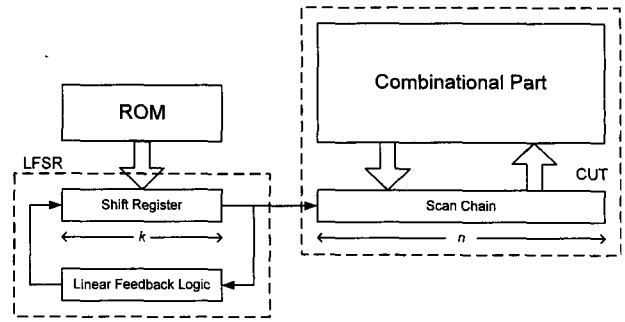 Combinational Part
ROM
LFSR
CUT
Shift Register
Scan Chain
k
n
Linear Feedback Logic